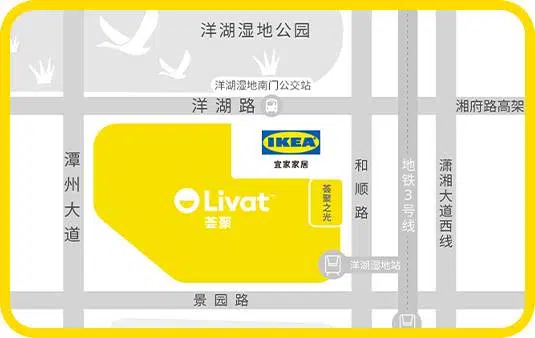 洋湖湿地公园
洋湖湿地南门公交站
洋湖路
湘府路高架
IKEA
宜家家居
潭州大道
Livat
荟聚
荟聚之光
和顺路
地铁3号线
潇湘大道西线
洋湖湿地站
景园路